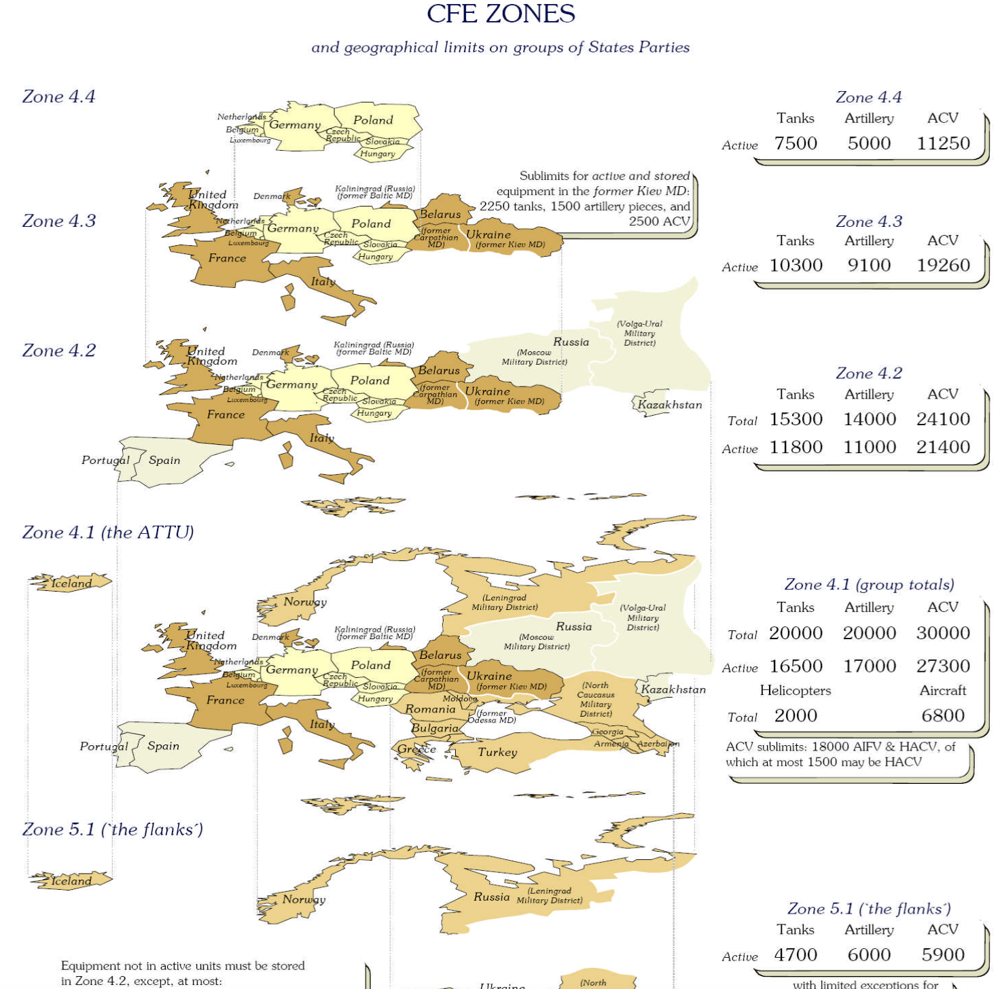 CFE ZONES
and geographical limits on groups of States Parties
Zone 4.4
Netherlands
Belgium
Luxembourg
Germany
Poland
Czech
Republic
Slovakia
Hungary
Zone 4.4
Tanks Artillery ACV
Active 7500 5000 11250
Sublimits for active and stored
equipment in the former Kiev MD:
2250 tanks, 1500 artillery pieces, and
2500 ACV
Zone 4.3
United
Kingdom
Denmark
Kaliningrad (Russia)
(former Baltic MD)
Netherlands
Belgium
Luxembourg
Germany
Poland
Czech
Republic
Slovakia
Hungary
Belarus
(former
Carpathian
MD)
Ukraine
(former Kiev MD)
France
Italy
Zone 4.3
Tanks Artillery ACV
Active 10300 9100 19260
Zone 4.2
United
Kingdom
Denmark
Kaliningrad (Russia)
(former Baltic MD)
Netherlands
Belgium
Luxembourg
Germany
Poland
Czech
Republic
Slovakia
Hungary
Belarus
(former
Carpathian
MD)
Ukraine
(former Kiev MD)
Russia
(Moscow
Military District)
(Volga-Ural
Military
District)
Kazakhstan
France
Italy
Portugal
Spain
Zone 4.2
Tanks Artillery ACV
Total 15300 14000 24100
Active 11800 11000 21400
Zone 4.1 (the ATTU)
Iceland
Norway
United
Kingdom
Denmark
Kaliningrad (Russia)
(former Baltic MD)
Netherlands
Belgium
Luxembourg
Germany
Poland
Czech
Republic
Slovakia
Hungary
Belarus
(former
Carpathian
MD)
Ukraine
(former Kiev MD)
(Leningrad
Military District)
Russia
(Moscow
Military District)
(Volga-Ural
Military
District)
(North
Caucasus
Military
District)
Kazakhstan
France
Italy
Portugal
Spain
Moldova
Romania
(former
Odessa MD)
Bulgaria
Greece
Turkey
Georgia
Armenia
Azerbaijan
Zone 4.1 (group totals)
Tanks Artillery ACV
Total 20000 20000 30000
Active 16500 17000 27300
Helicopters Aircraft
Total 2000 6800
ACV sublimits: 18000 AIFV & HACV, of
which at most 1500 may be HACV
Zone 5.1 (`the flanks´)
Iceland
Norway
Russia
(Leningrad
Military District)
Zone 5.1 (`the flanks´)
Tanks Artillery ACV
Active 4700 6000 5900
with limited exceptions for
Equipment not in active units must be stored
in Zone 4.2, except, at most:
Ukraine
(North